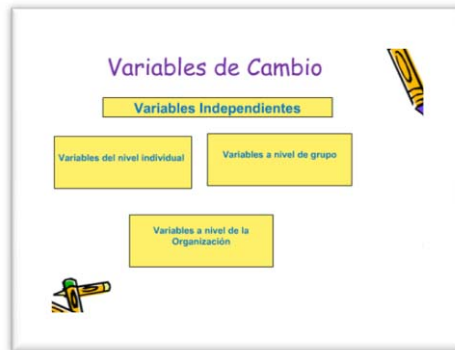 Variables de Cambio
Variables Independientes
Variables del nivel individual
Variables a nivel de grupo
Variables a nivel de la
Organización